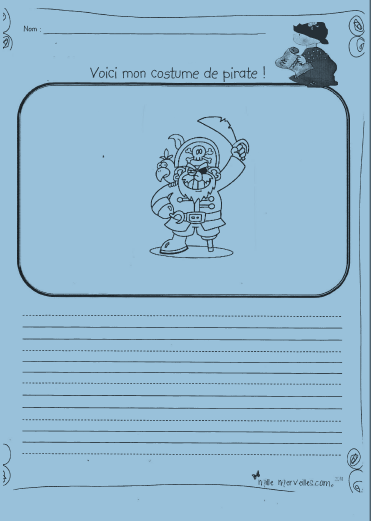 Nom :
Voici mon costume de pirate !
mille merveilles.com